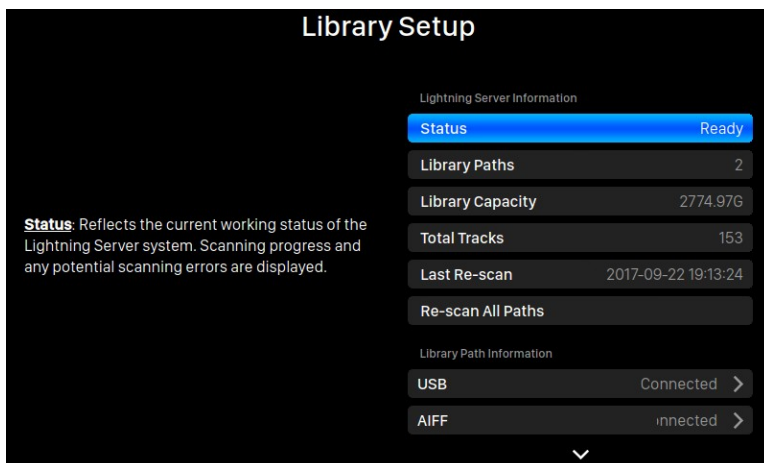 Library Setup
Lightning Server Information
Status Ready
Library Paths 2
Library Capacity 2774.97G
Status: Reflects the current working status of the
Lightning Server system. Scanning progress and
any potential scanning errors are displayed.
Total Tracks 153
Last Re-scan 2017-09-22 19:13:24
Re-scan All Paths
Library Path Information
USB Connected
AIFF